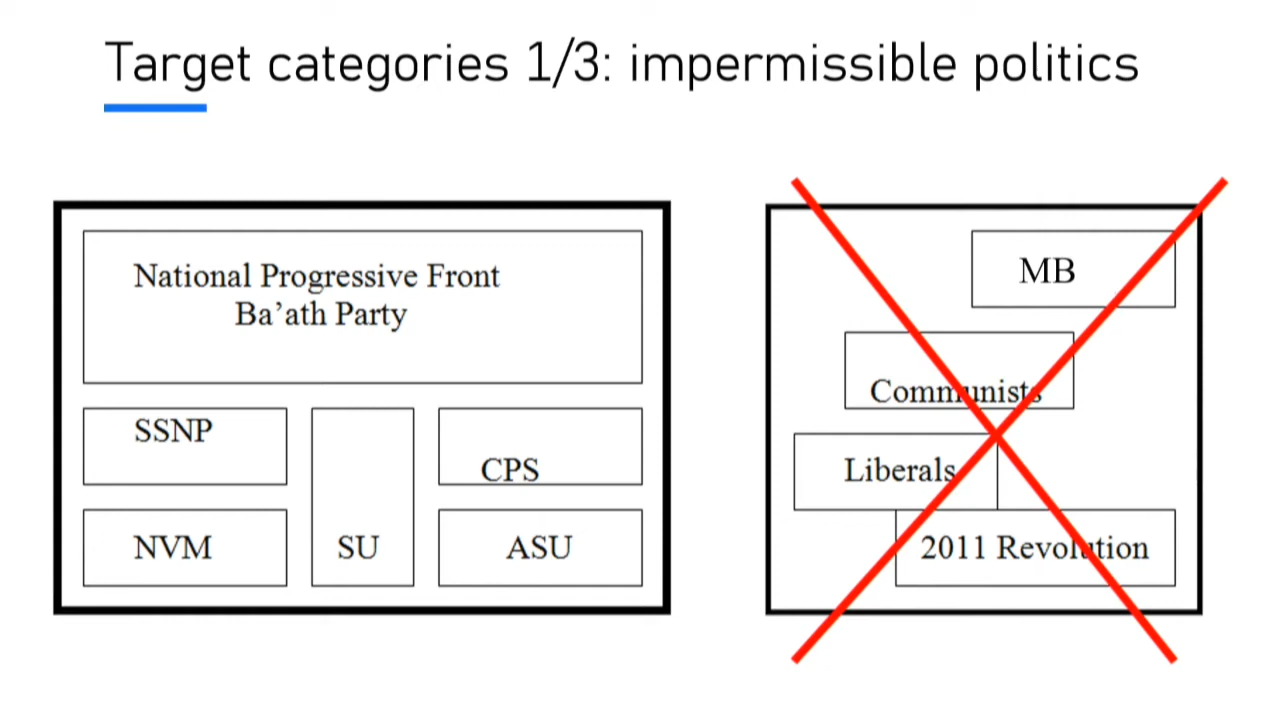 Target categories 1/3: impermissible politics
National Progressive Front
Ba’ath Party
SSNP
CPS
NVM
SU
ASU
MB
Communists
Liberals
2011 Revolution